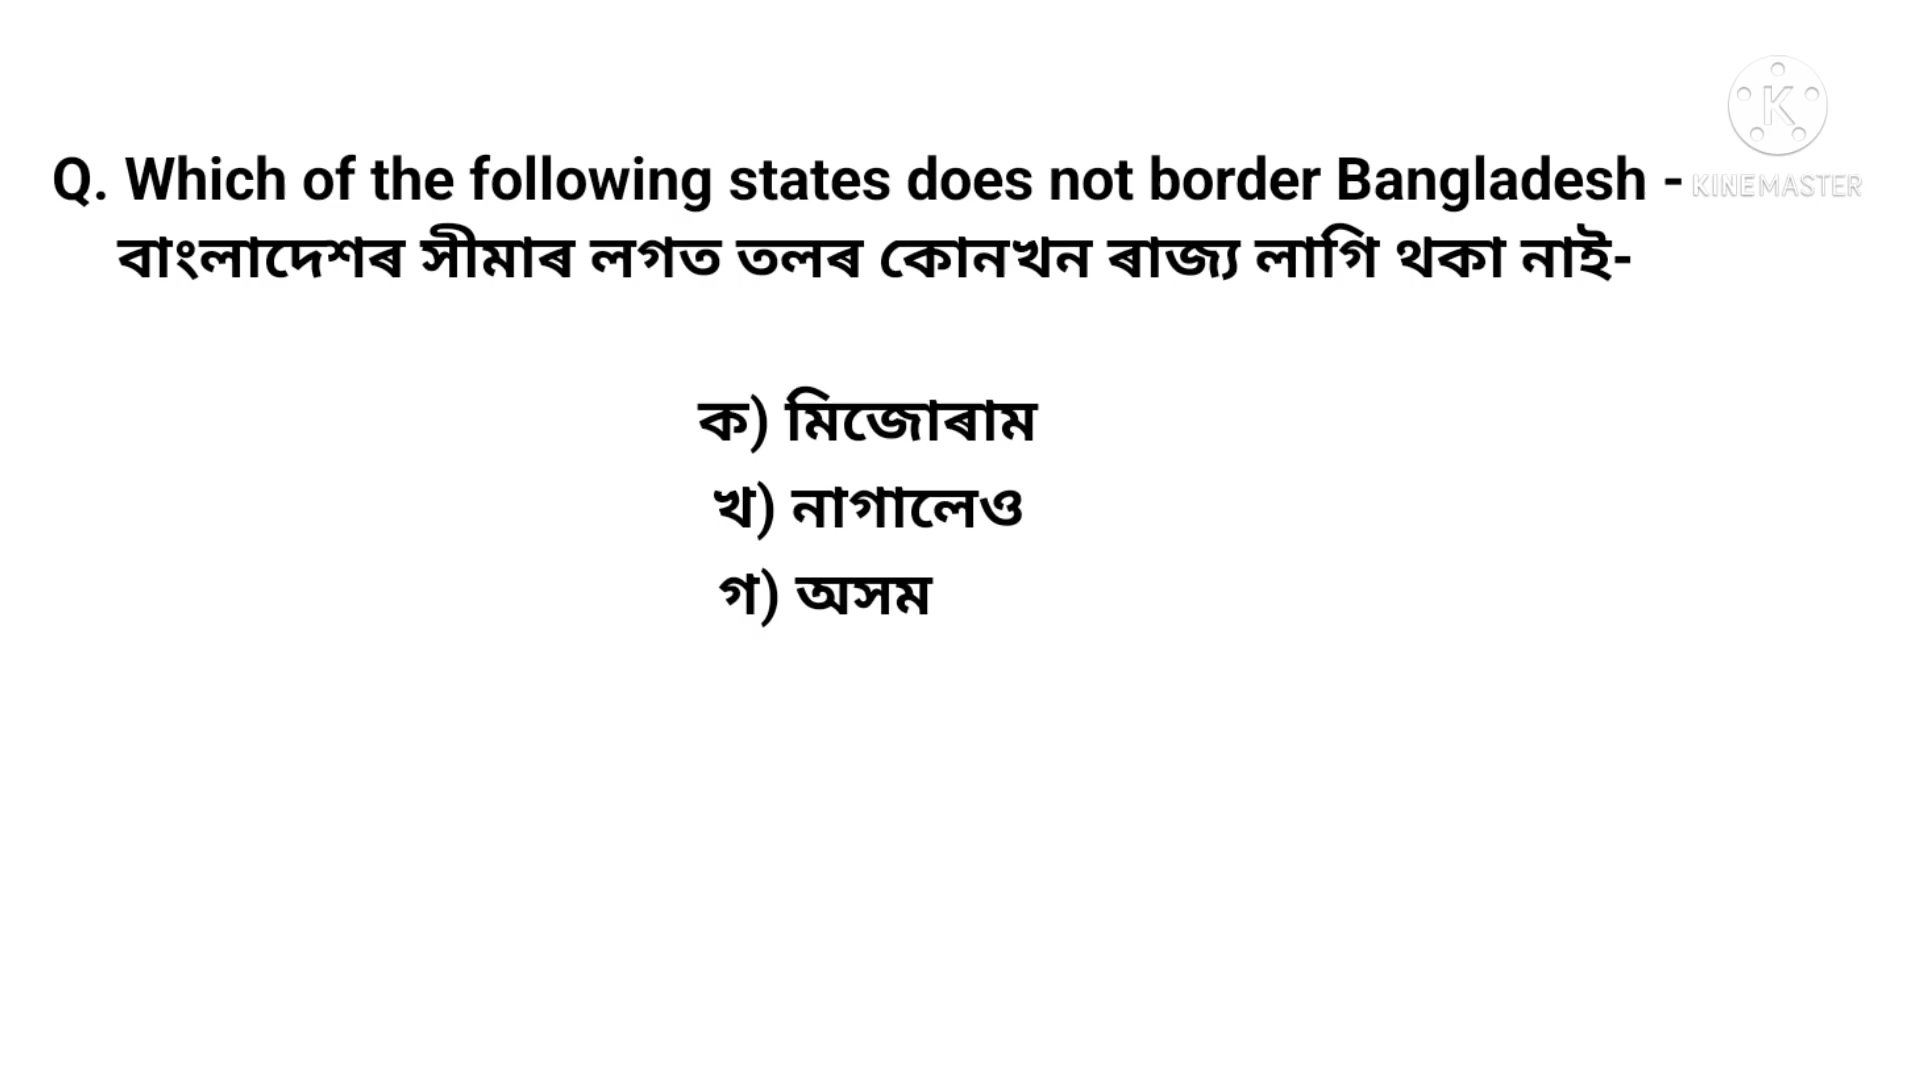 Q. Which of the following states does not border Bangladesh -
বাংলাদেশৰ সীমাৰ লগত তলৰ কোনখন ৰাজ্য লাগি থকা নাই-
ক) মিজোৰাম
খ) নাগালেও
গ) অসম
K
KINEMASTER